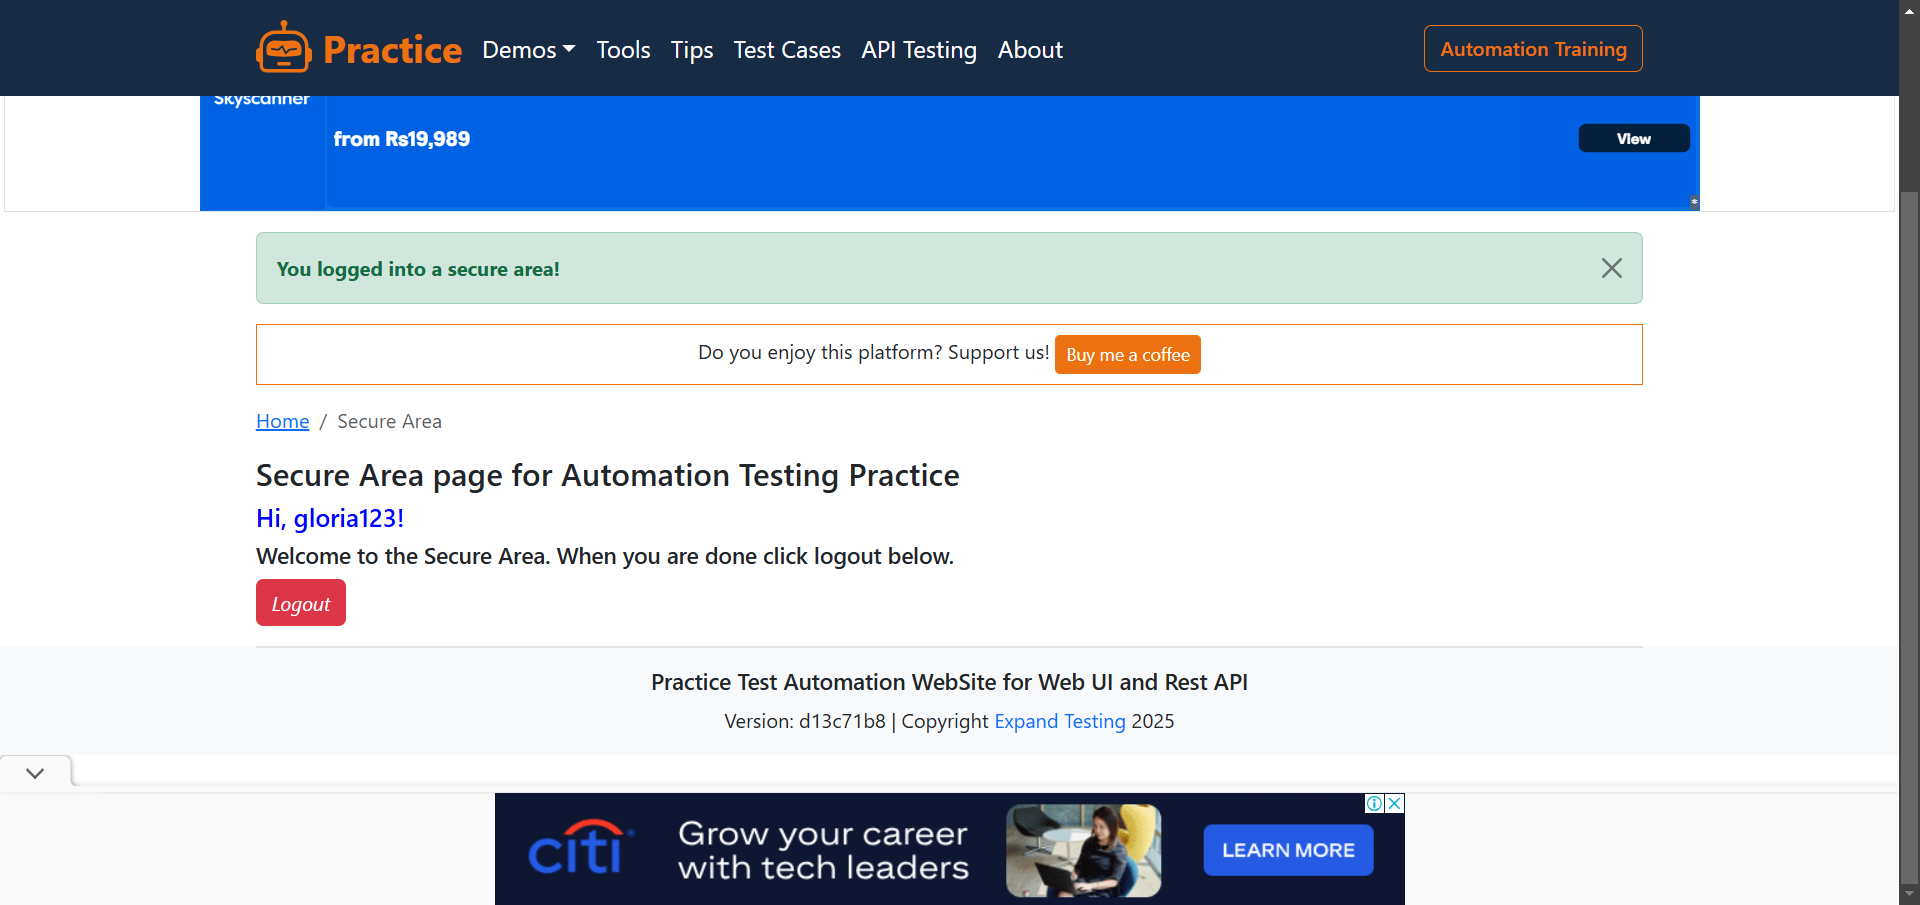 Practice Demos Tools Tips Test Cases API Testing About Automation Training
Skyscanner
from Rs19,989
View
You logged into a secure area!
Do you enjoy this platform? Support us! Buy me a coffee
Home / Secure Area
Secure Area page for Automation Testing Practice
Hi, gloria123!
Welcome to the Secure Area. When you are done click logout below.
Logout
Practice Test Automation WebSite for Web UI and Rest API
Version: d13c71b8 | Copyright Expand Testing 2025
citi®
Grow your career
with tech leaders
LEARN MORE